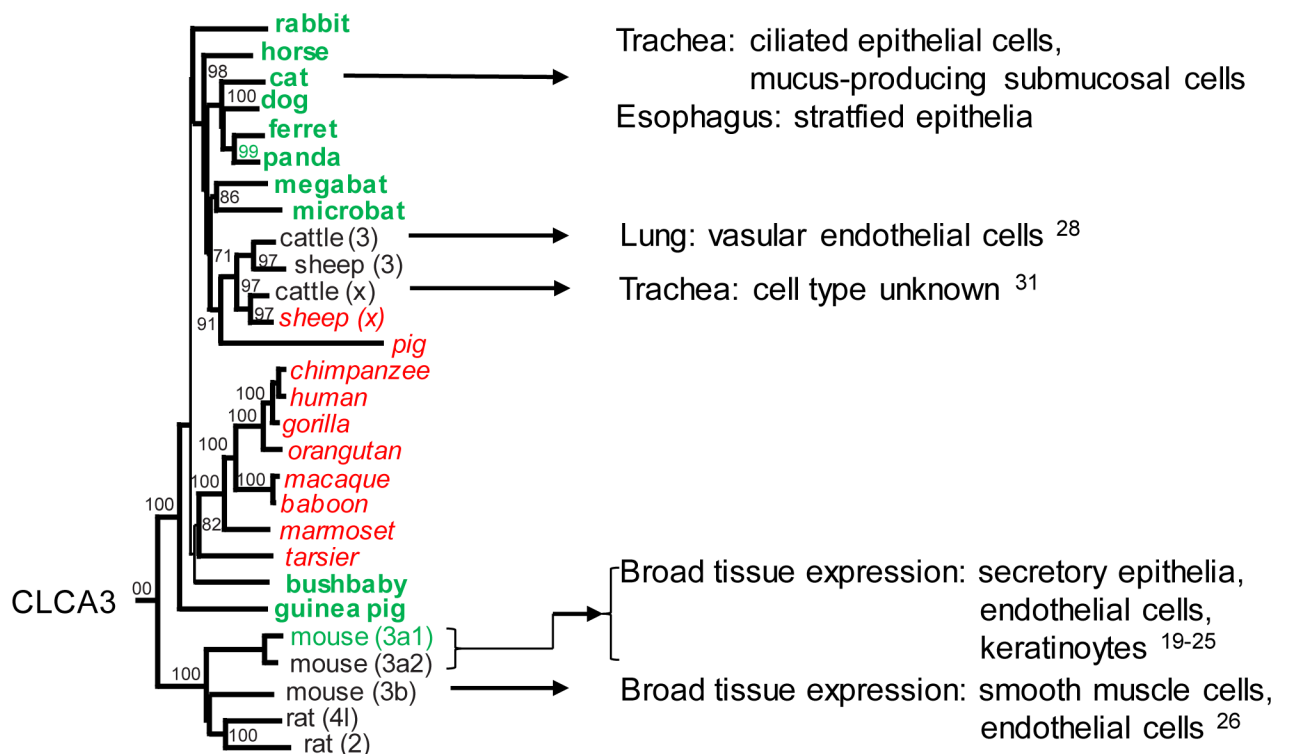 rabbit
horse
98
cat
100
dog
ferret
99
panda
megabat
86
microbat
cattle (3)
71
97
sheep (3)
97
cattle (x)
97
sheep (x)
91
pig
chimpanzee
100
human
100
gorilla
100
orangutan
100
100
macaque
baboon
100
82
marmoset
tarsier
bushbaby
00
CLCA3
guinea pig
mouse (3a1)
mouse (3a2)
100
mouse (3b)
rat (4l)
100
rat (2)
Trachea: ciliated epithelial cells,
mucus-producing submucosal cells
Esophagus: stratfied epithelia
Lung: vasular endothelial cells 28
Trachea: cell type unknown 31
Broad tissue expression: secretory epithelia,
endothelial cells,
keratinoytes 19-25
Broad tissue expression: smooth muscle cells,
endothelial cells 26